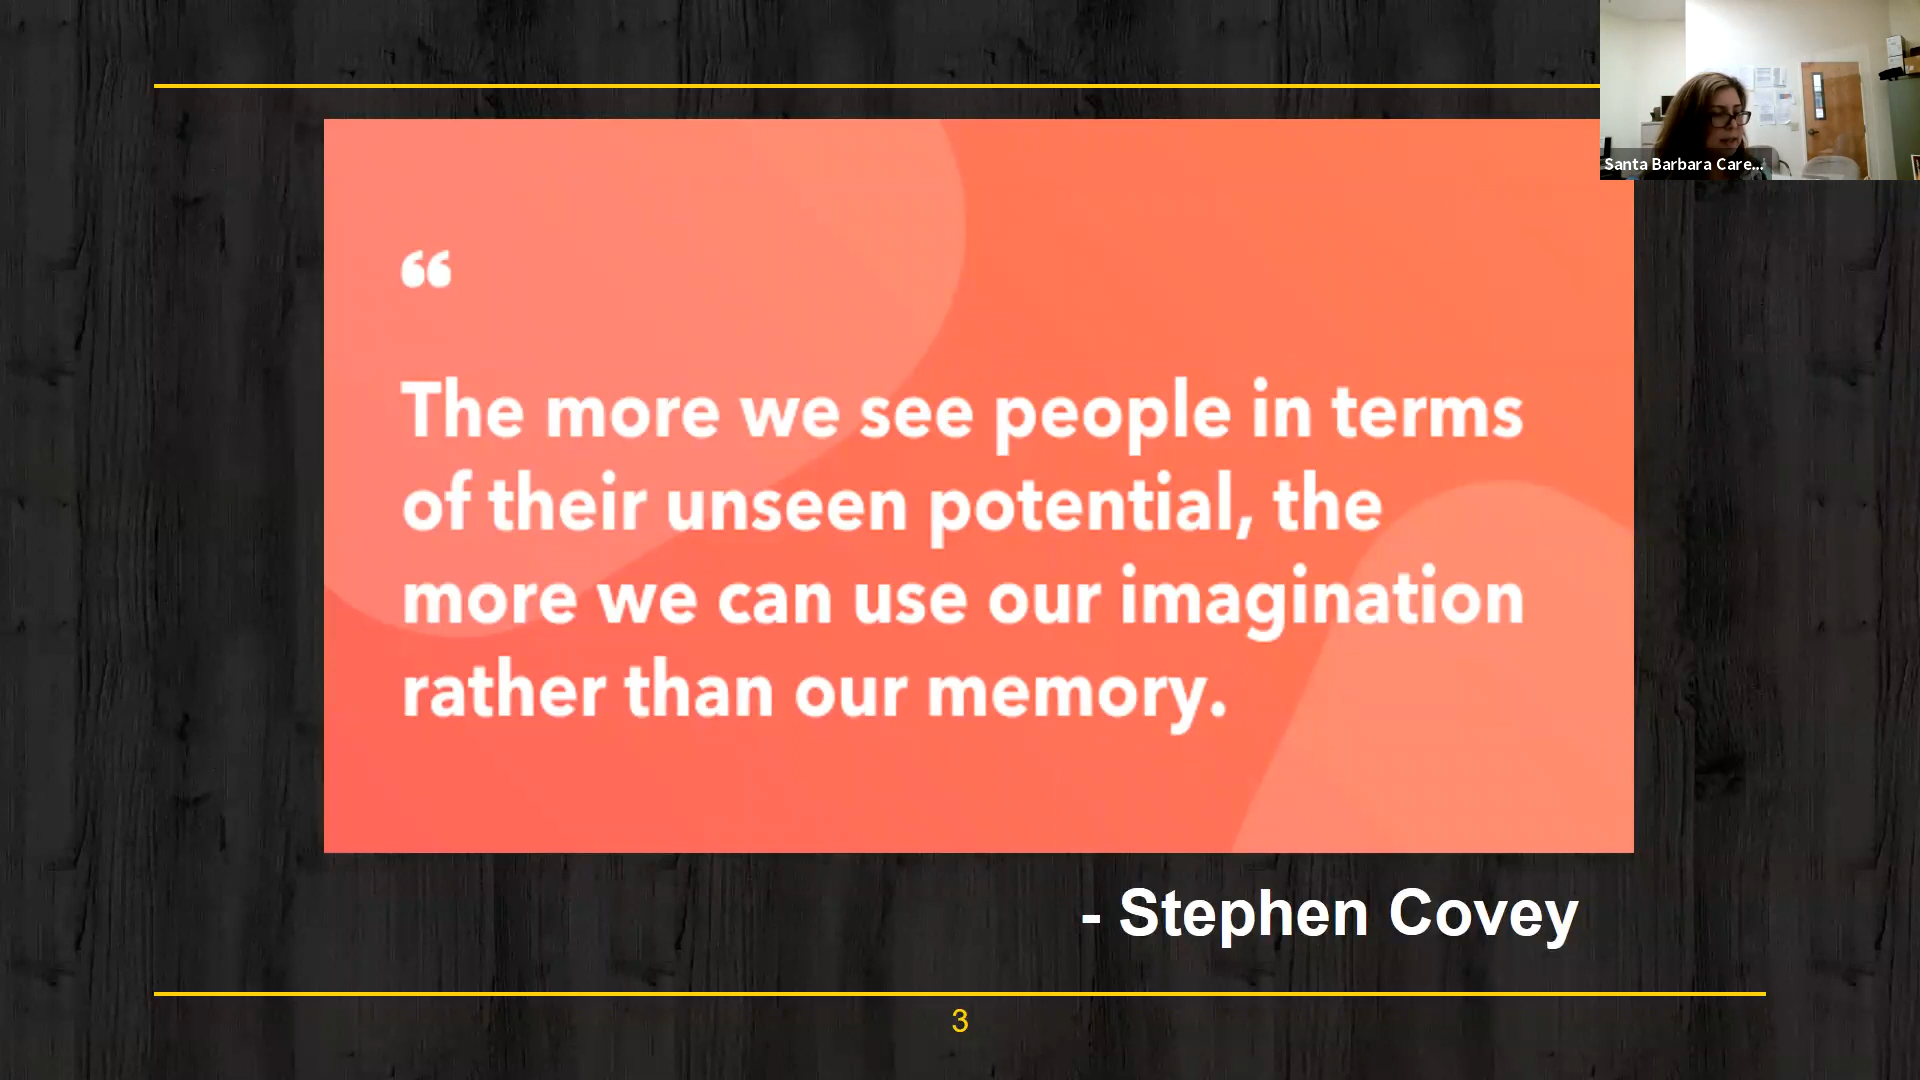 Santa Barbara Care...
“
The more we see people in terms
of their unseen potential, the
more we can use our imagination
rather than our memory.
- Stephen Covey
3